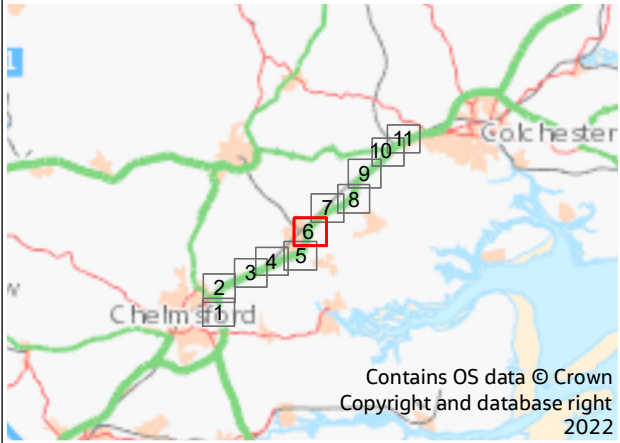 1
11
10
Colchester
9
8
7
6
5
4
3
2
1
Chelmsford
w
Contains OS data © Crown
Copyright and database right
2022